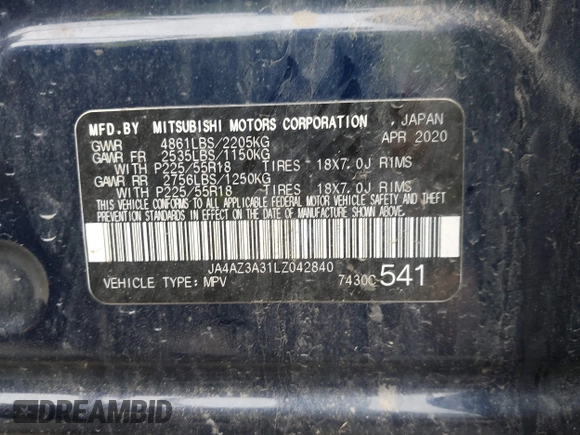 MFD.BY MITSUBISHI MOTORS CORPORATION , JAPAN
GVWR 4861LBS/2205KG APR 2020
GAWR FR 2535LBS/1150KG
WITH P225/55R18 TIRES - 18X7.0J RIMS
GAWR RR 2756LBS/1250KG
WITH P225/55R18 TIRES - 18X7.0J RIMS
THIS VEHICLE CONFORMS TO ALL APPLICABLE FEDERAL MOTOR VEHICLE SAFETY,
BUMPER, AND THEFT PREVENTION STANDARDS IN EFFECT
ON THE DATE OF MANUFACTURE SHOWN ABOVE.
JA4AZ3A31LZ042840
VEHICLE TYPE: MPV 7430C-541
DREAMBID